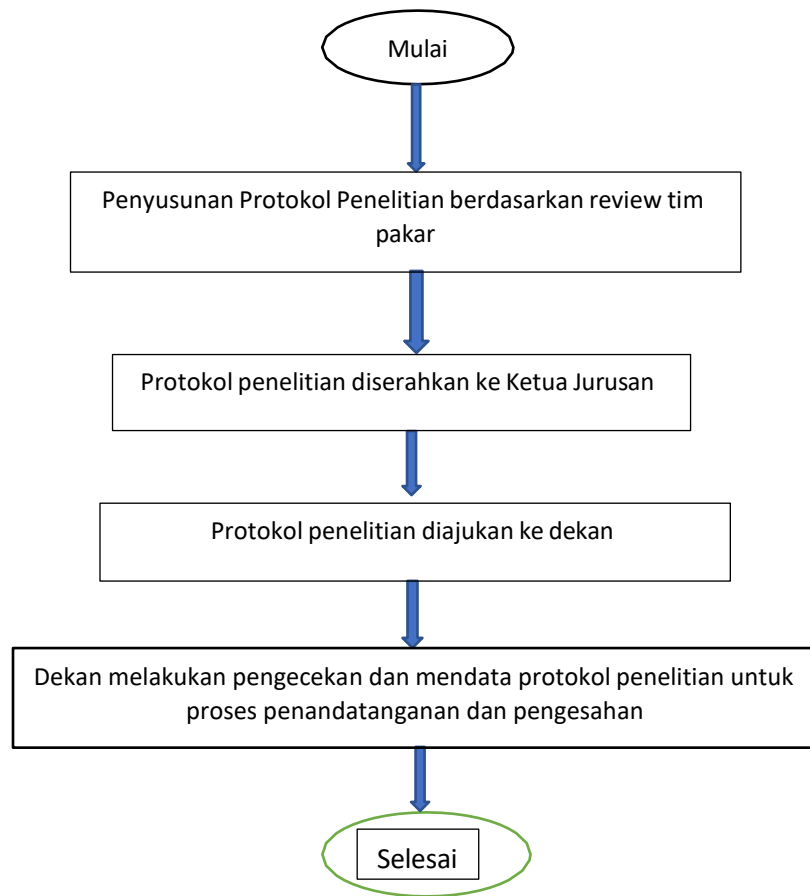 Mulai
Penyusunan Protokol Penelitian berdasarkan review tim
pakar
Protokol penelitian diserahkan ke Ketua Jurusan
Protokol penelitian diajukan ke dekan
Dekan melakukan pengecekan dan mendata protokol penelitian untuk
proses penandatanganan dan pengesahan
Selesai